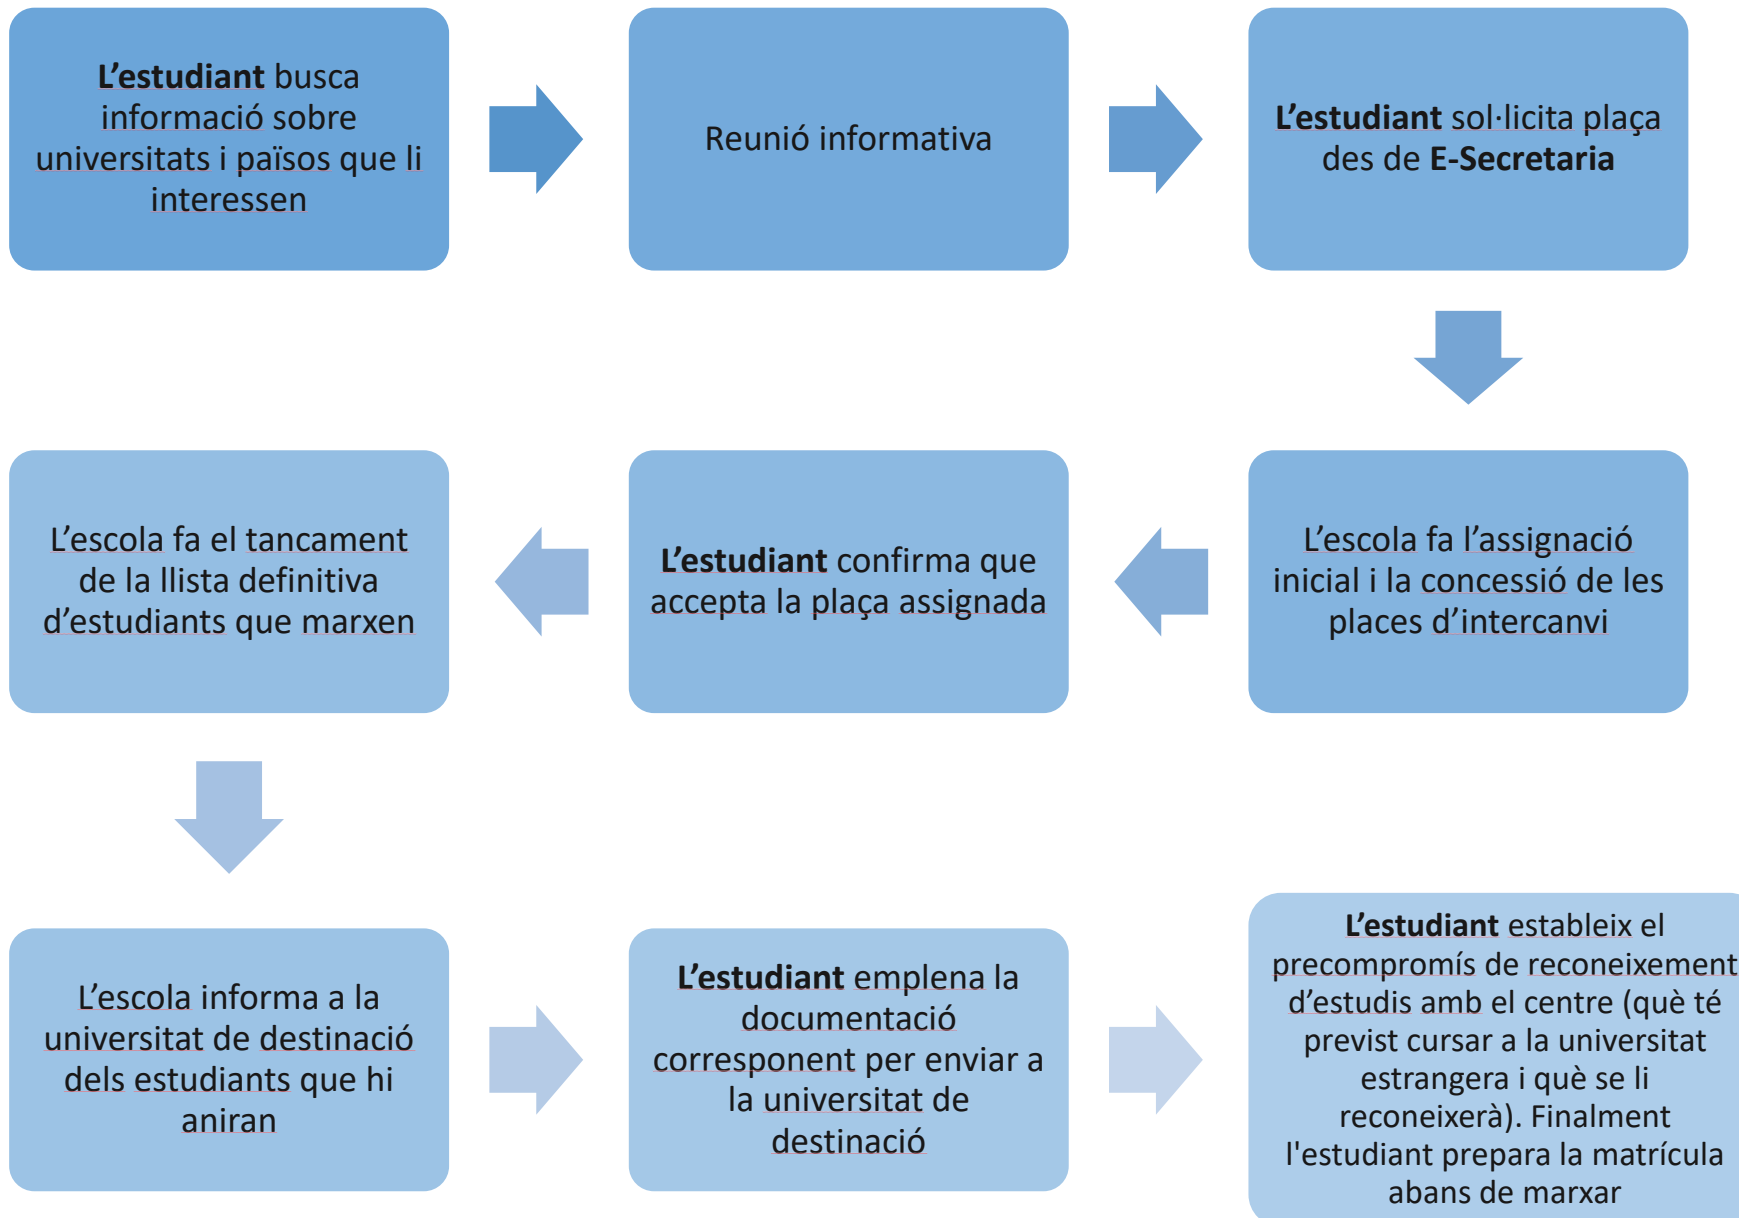 L’estudiant busca
informació sobre
universitats i països que li
interessen
Reunió informativa
L’estudiant sol·licita plaça
des de E-Secretaria
L’escola fa l’assignació
inicial i la concessió de les
places d’intercanvi
L’estudiant confirma que
accepta la plaça assignada
L’escola fa el tancament
de la llista definitiva
d’estudiants que marxen
L’escola informa a la
universitat de destinació
dels estudiants que hi
aniran
L’estudiant emplena la
documentació
corresponent per enviar a
la universitat de
destinació
L’estudiant estableix el
precompromís de reconeixement
d’estudis amb el centre (què té
previst cursar a la universitat
estrangera i què se li
reconeixerà). Finalment
l'estudiant prepara la matrícula
abans de marxar